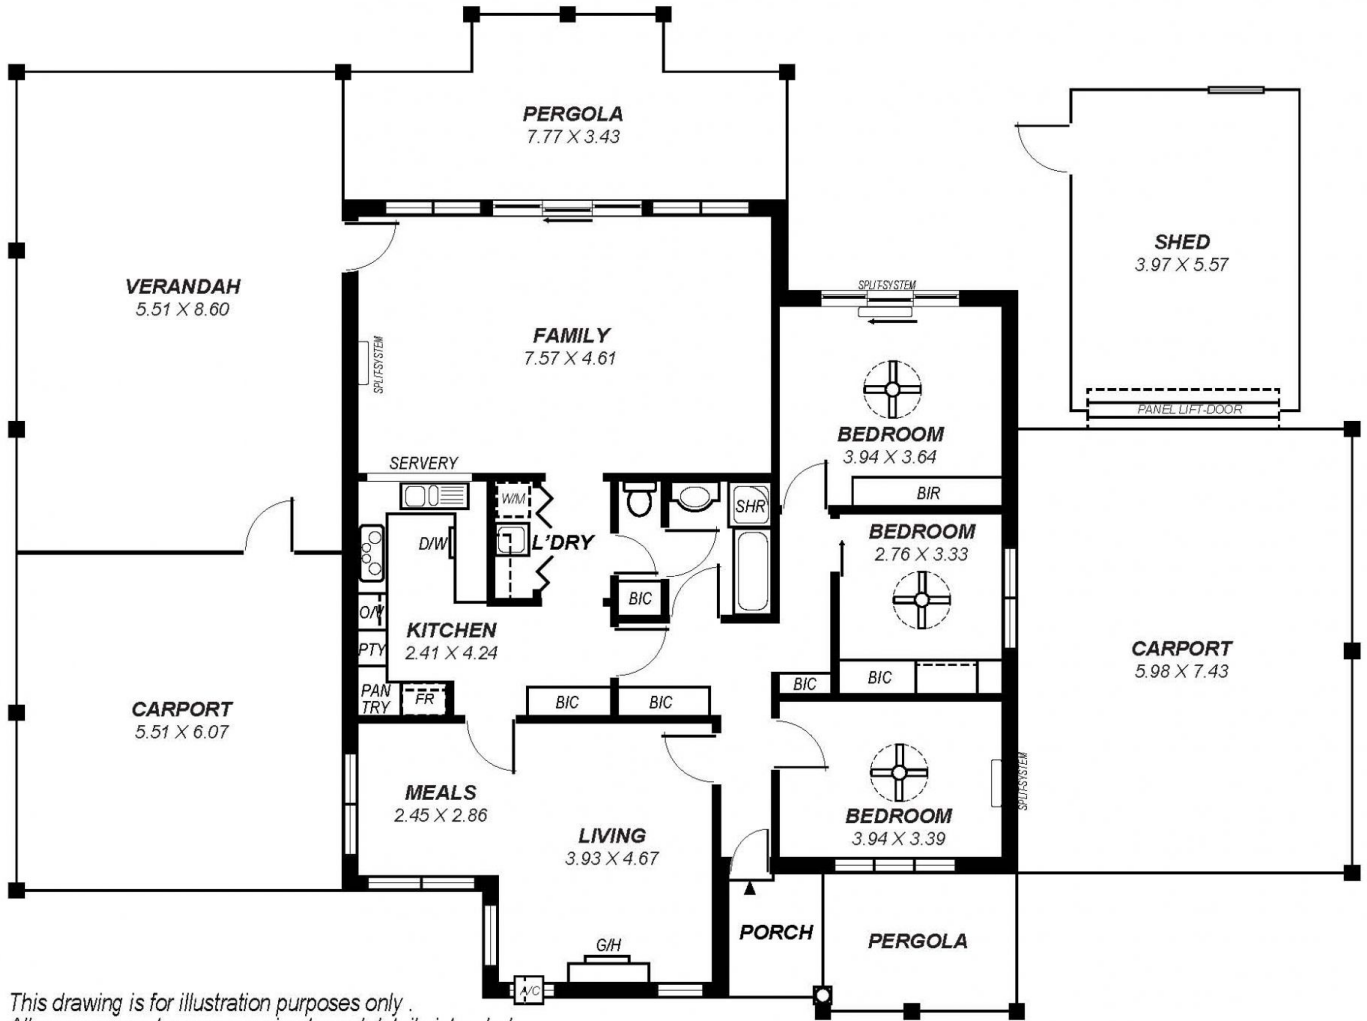 PERGOLA
7.77 X 3.43
SHED
3.97 X 5.57
VERANDAH
5.51 X 8.60
SPLIT-SYSTEM
FAMILY
7.57 X 4.61
SPLIT-SYSTEM
PANEL LIFT-DOOR
BEDROOM
3.94 X 3.64
SERVERY
BIR
W/M
SHR
D/W
L'DRY
BEDROOM
2.76 X 3.33
BIC
O/V
KITCHEN
2.41 X 4.24
PTY
CARPORT
5.98 X 7.43
PAN
TRY
FR
BIC
BIC
BIC
BIC
CARPORT
5.51 X 6.07
MEALS
2.45 X 2.86
SPLIT-SYSTEM
BEDROOM
3.94 X 3.39
LIVING
3.93 X 4.67
PORCH
PERGOLA
G/H
A/C
This drawing is for illustration purposes only .